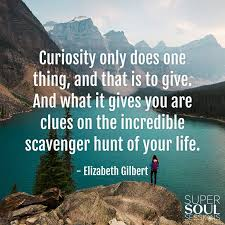 Curiosity only does one
thing, and that is to give.
And what it gives you are
clues on the incredible
scavenger hunt of your life.
- Elizabeth Gilbert
SUPER
SOUL
SESSIONS